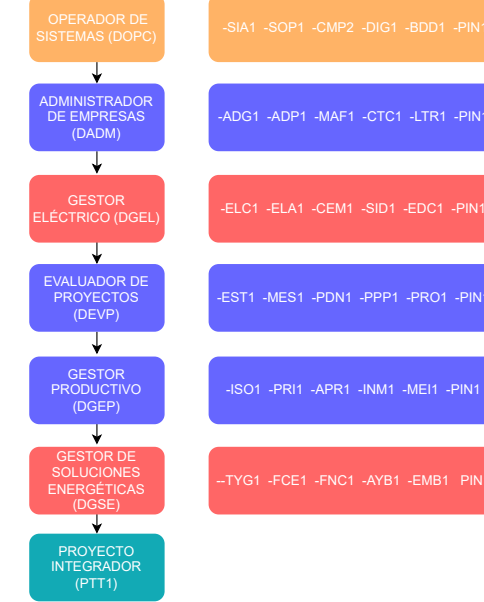 OPERADOR DE
SISTEMAS (DOPC)
-SIA1 -SOP1 -CMP2 -DIG1 -BDD1 -PIN1
ADMINISTRADOR
DE EMPRESAS
(DADM)
-ADG1 -ADP1 -MAF1 -CTC1 -LTR1 -PIN1
GESTOR
ELÉCTRICO (DGEL)
-ELC1 -ELA1 -CEM1 -SID1 -EDC1 -PIN1
EVALUADOR DE
PROYECTOS
(DEVP)
-EST1 -MES1 -PDN1 -PPP1 -PRO1 -PIN1
GESTOR
PRODUCTIVO
(DGEP)
-ISO1 -PRI1 -APR1 -INM1 -MEI1 -PIN1
GESTOR DE
SOLUCIONES
ENERGÉTICAS
(DGSE)
--TYG1 -FCE1 -FNC1 -AYB1 -EMB1 PIN
PROYECTO
INTEGRADOR
(PTT1)